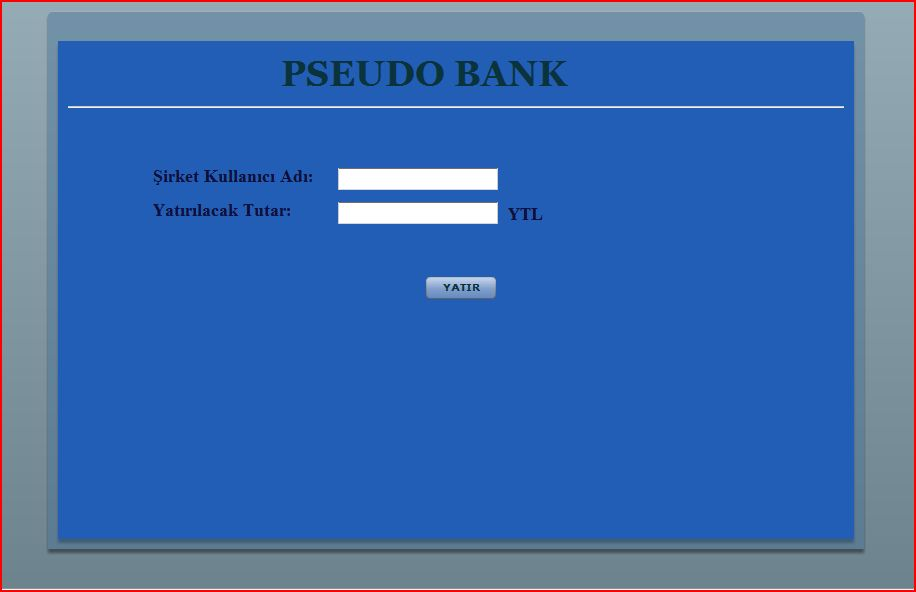 PSEUDO BANK
Şirket Kullanıcı Adı:
Yatırılacak Tutar: YTL
YATIR